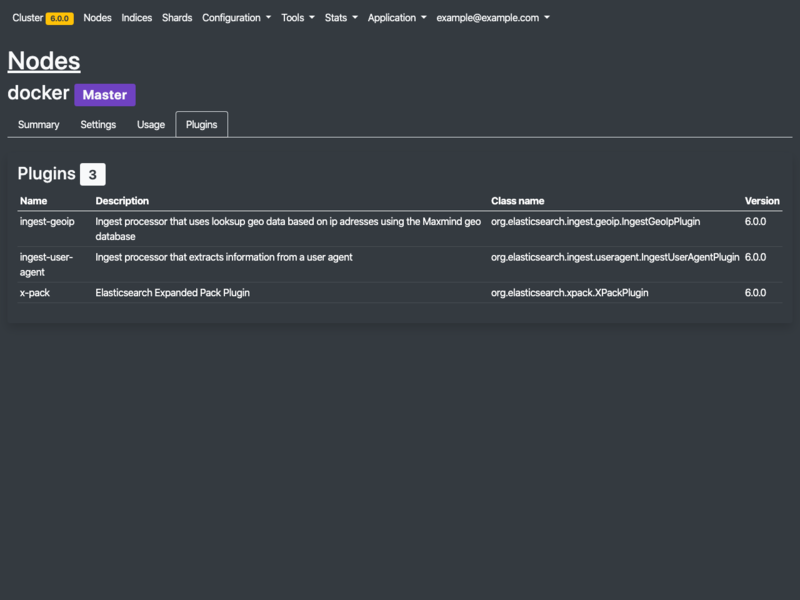 Cluster 6.0.0 Nodes Indices Shards Configuration Tools Stats Application example@example.com
Nodes
docker Master
Summary Settings Usage Plugins
Plugins 3
Name Description Class name Version
ingest-geoip Ingest processor that uses looksup geo data based on ip adresses using the Maxmind geo org.elasticsearch.ingest.geoip.IngestGeoIpPlugin 6.0.0
database
ingest-user- Ingest processor that extracts information from a user agent org.elasticsearch.ingest.useragent.IngestUserAgentPlugin 6.0.0
agent
x-pack Elasticsearch Expanded Pack Plugin org.elasticsearch.xpack.XPackPlugin 6.0.0